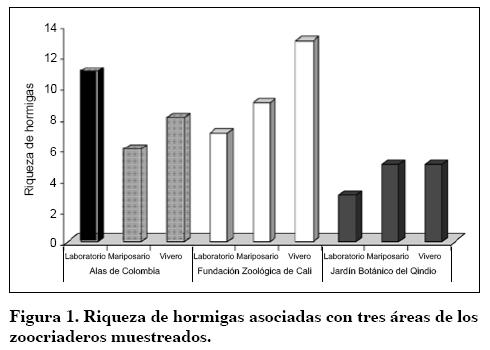 14
12
10
8
6
4
2
0
Riqueza de hormigas
Laboratorio Mariposario Vivero Laboratorio Mariposario Vivero Laboratorio Mariposario Vivero
Alas de Colombia Fundación Zoológica de Cali Jardín Botánico del Qindio
Figura 1. Riqueza de hormigas asociadas con tres áreas de los
zoocriaderos muestreados.